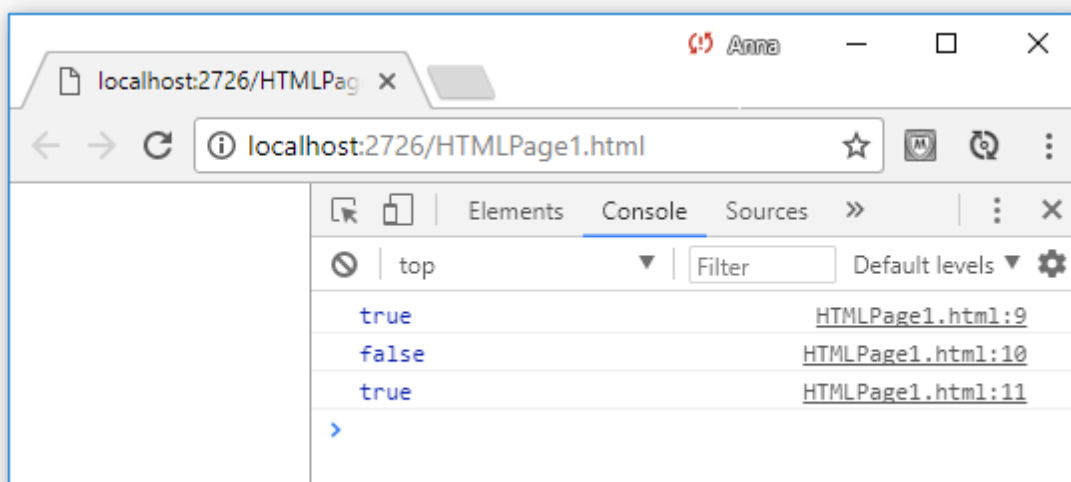 Anna
localhost:2726/HTMLPag
localhost:2726/HTMLPage1.html
Elements Console Sources »
top Filter Default levels
true HTMLPage1.html:9
false HTMLPage1.html:10
true HTMLPage1.html:11